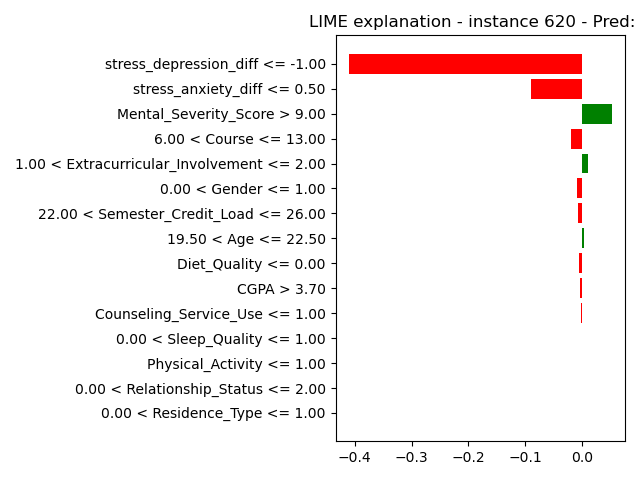 LIME explanation - instance 620 - Pred:
stress_depression_diff <= -1.00
stress_anxiety_diff <= 0.50
Mental_Severity_Score > 9.00
6.00 < Course <= 13.00
1.00 < Extracurricular_Involvement <= 2.00
0.00 < Gender <= 1.00
22.00 < Semester_Credit_Load <= 26.00
19.50 < Age <= 22.50
Diet_Quality <= 0.00
CGPA > 3.70
Counseling_Service_Use <= 1.00
0.00 < Sleep_Quality <= 1.00
Physical_Activity <= 1.00
0.00 < Relationship_Status <= 2.00
0.00 < Residence_Type <= 1.00
−0.4 −0.3 −0.2 −0.1 0.0